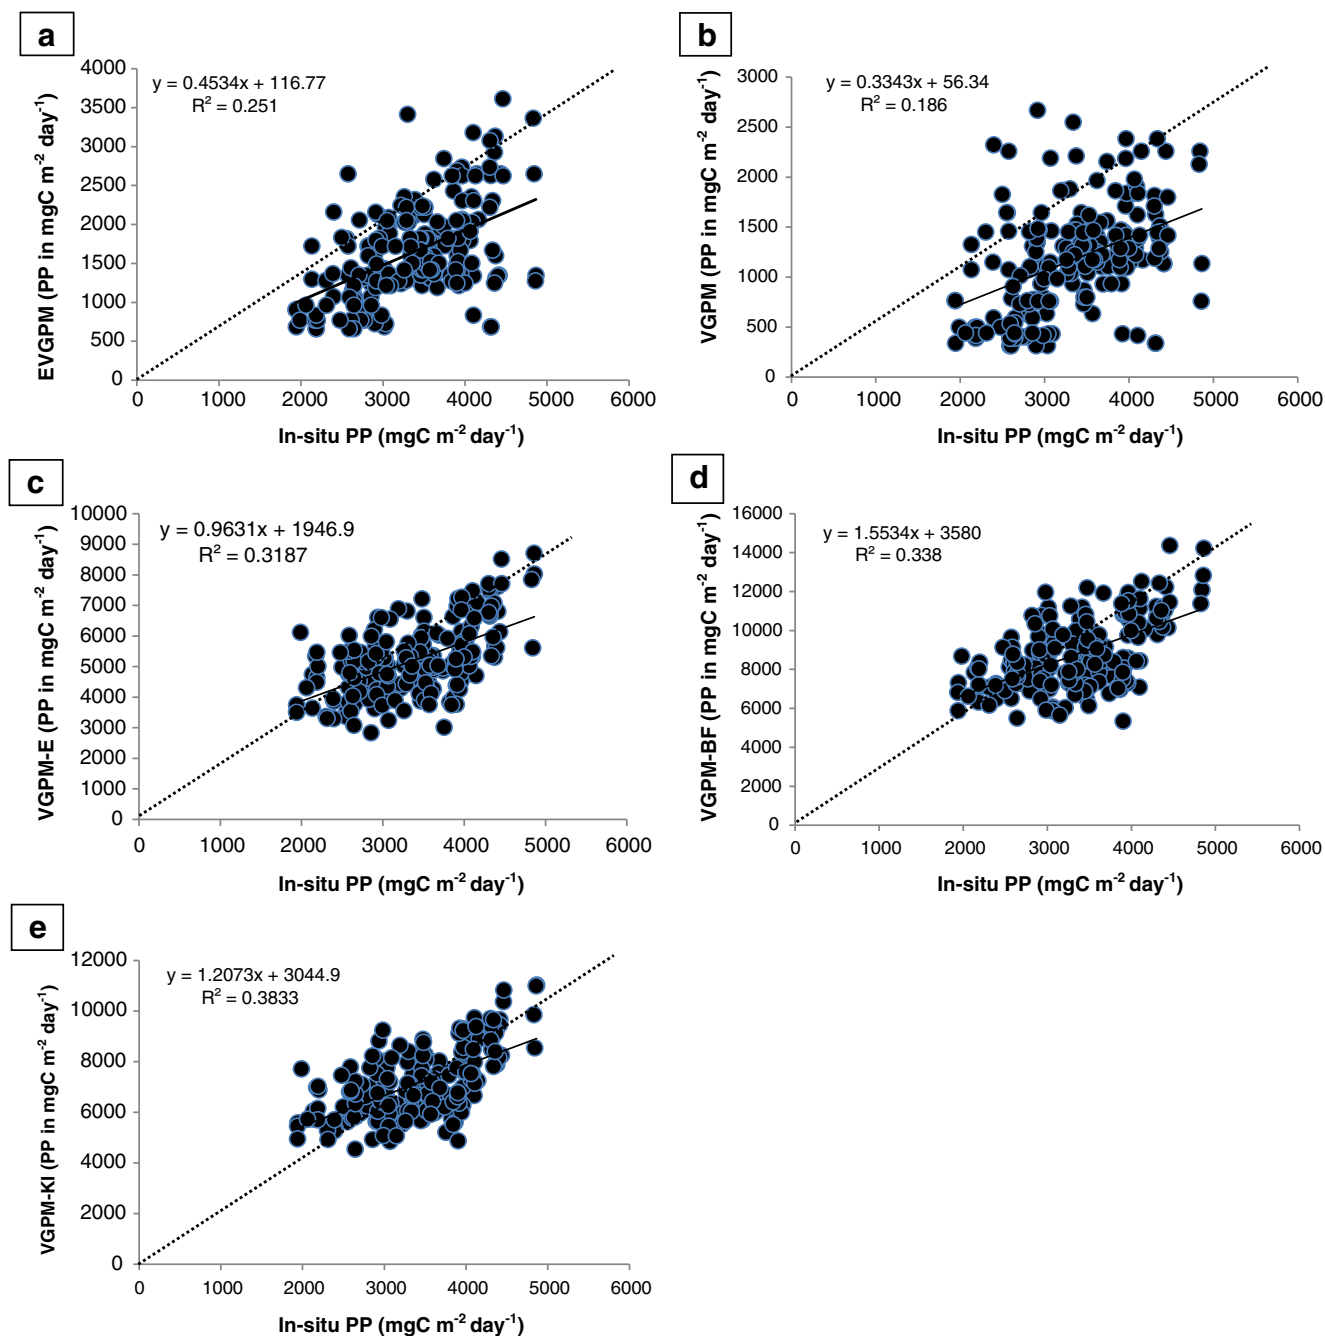 a
y = 0.4534x + 116.77
R² = 0.251
EVGPM (PP in mgC m⁻² day⁻¹)
4000
3500
3000
2500
2000
1500
1000
500
0
0 1000 2000 3000 4000 5000 6000
In-situ PP (mgC m⁻² day⁻¹)
b
y = 0.3343x + 56.34
R² = 0.186
VGPM (PP in mgC m⁻² day⁻¹)
3000
2500
2000
1500
1000
500
0
0 1000 2000 3000 4000 5000 6000
In-situ PP (mgC m⁻² day⁻¹)
c
y = 0.9631x + 1946.9
R² = 0.3187
VGPM-E (PP in mgC m⁻² day⁻¹)
10000
9000
8000
7000
6000
5000
4000
3000
2000
1000
0
0 1000 2000 3000 4000 5000 6000
In-situ PP (mgC m⁻² day⁻¹)
d
y = 1.5534x + 3580
R² = 0.338
VGPM-BF (PP in mgC m⁻² day⁻¹)
16000
14000
12000
10000
8000
6000
4000
2000
0
0 1000 2000 3000 4000 5000 6000
In-situ PP (mgC m⁻² day⁻¹)
e
y = 1.2073x + 3044.9
R² = 0.3833
VGPM-KI (PP in mgC m⁻² day⁻¹)
12000
10000
8000
6000
4000
2000
0
0 1000 2000 3000 4000 5000 6000
In-situ PP (mgC m⁻² day⁻¹)